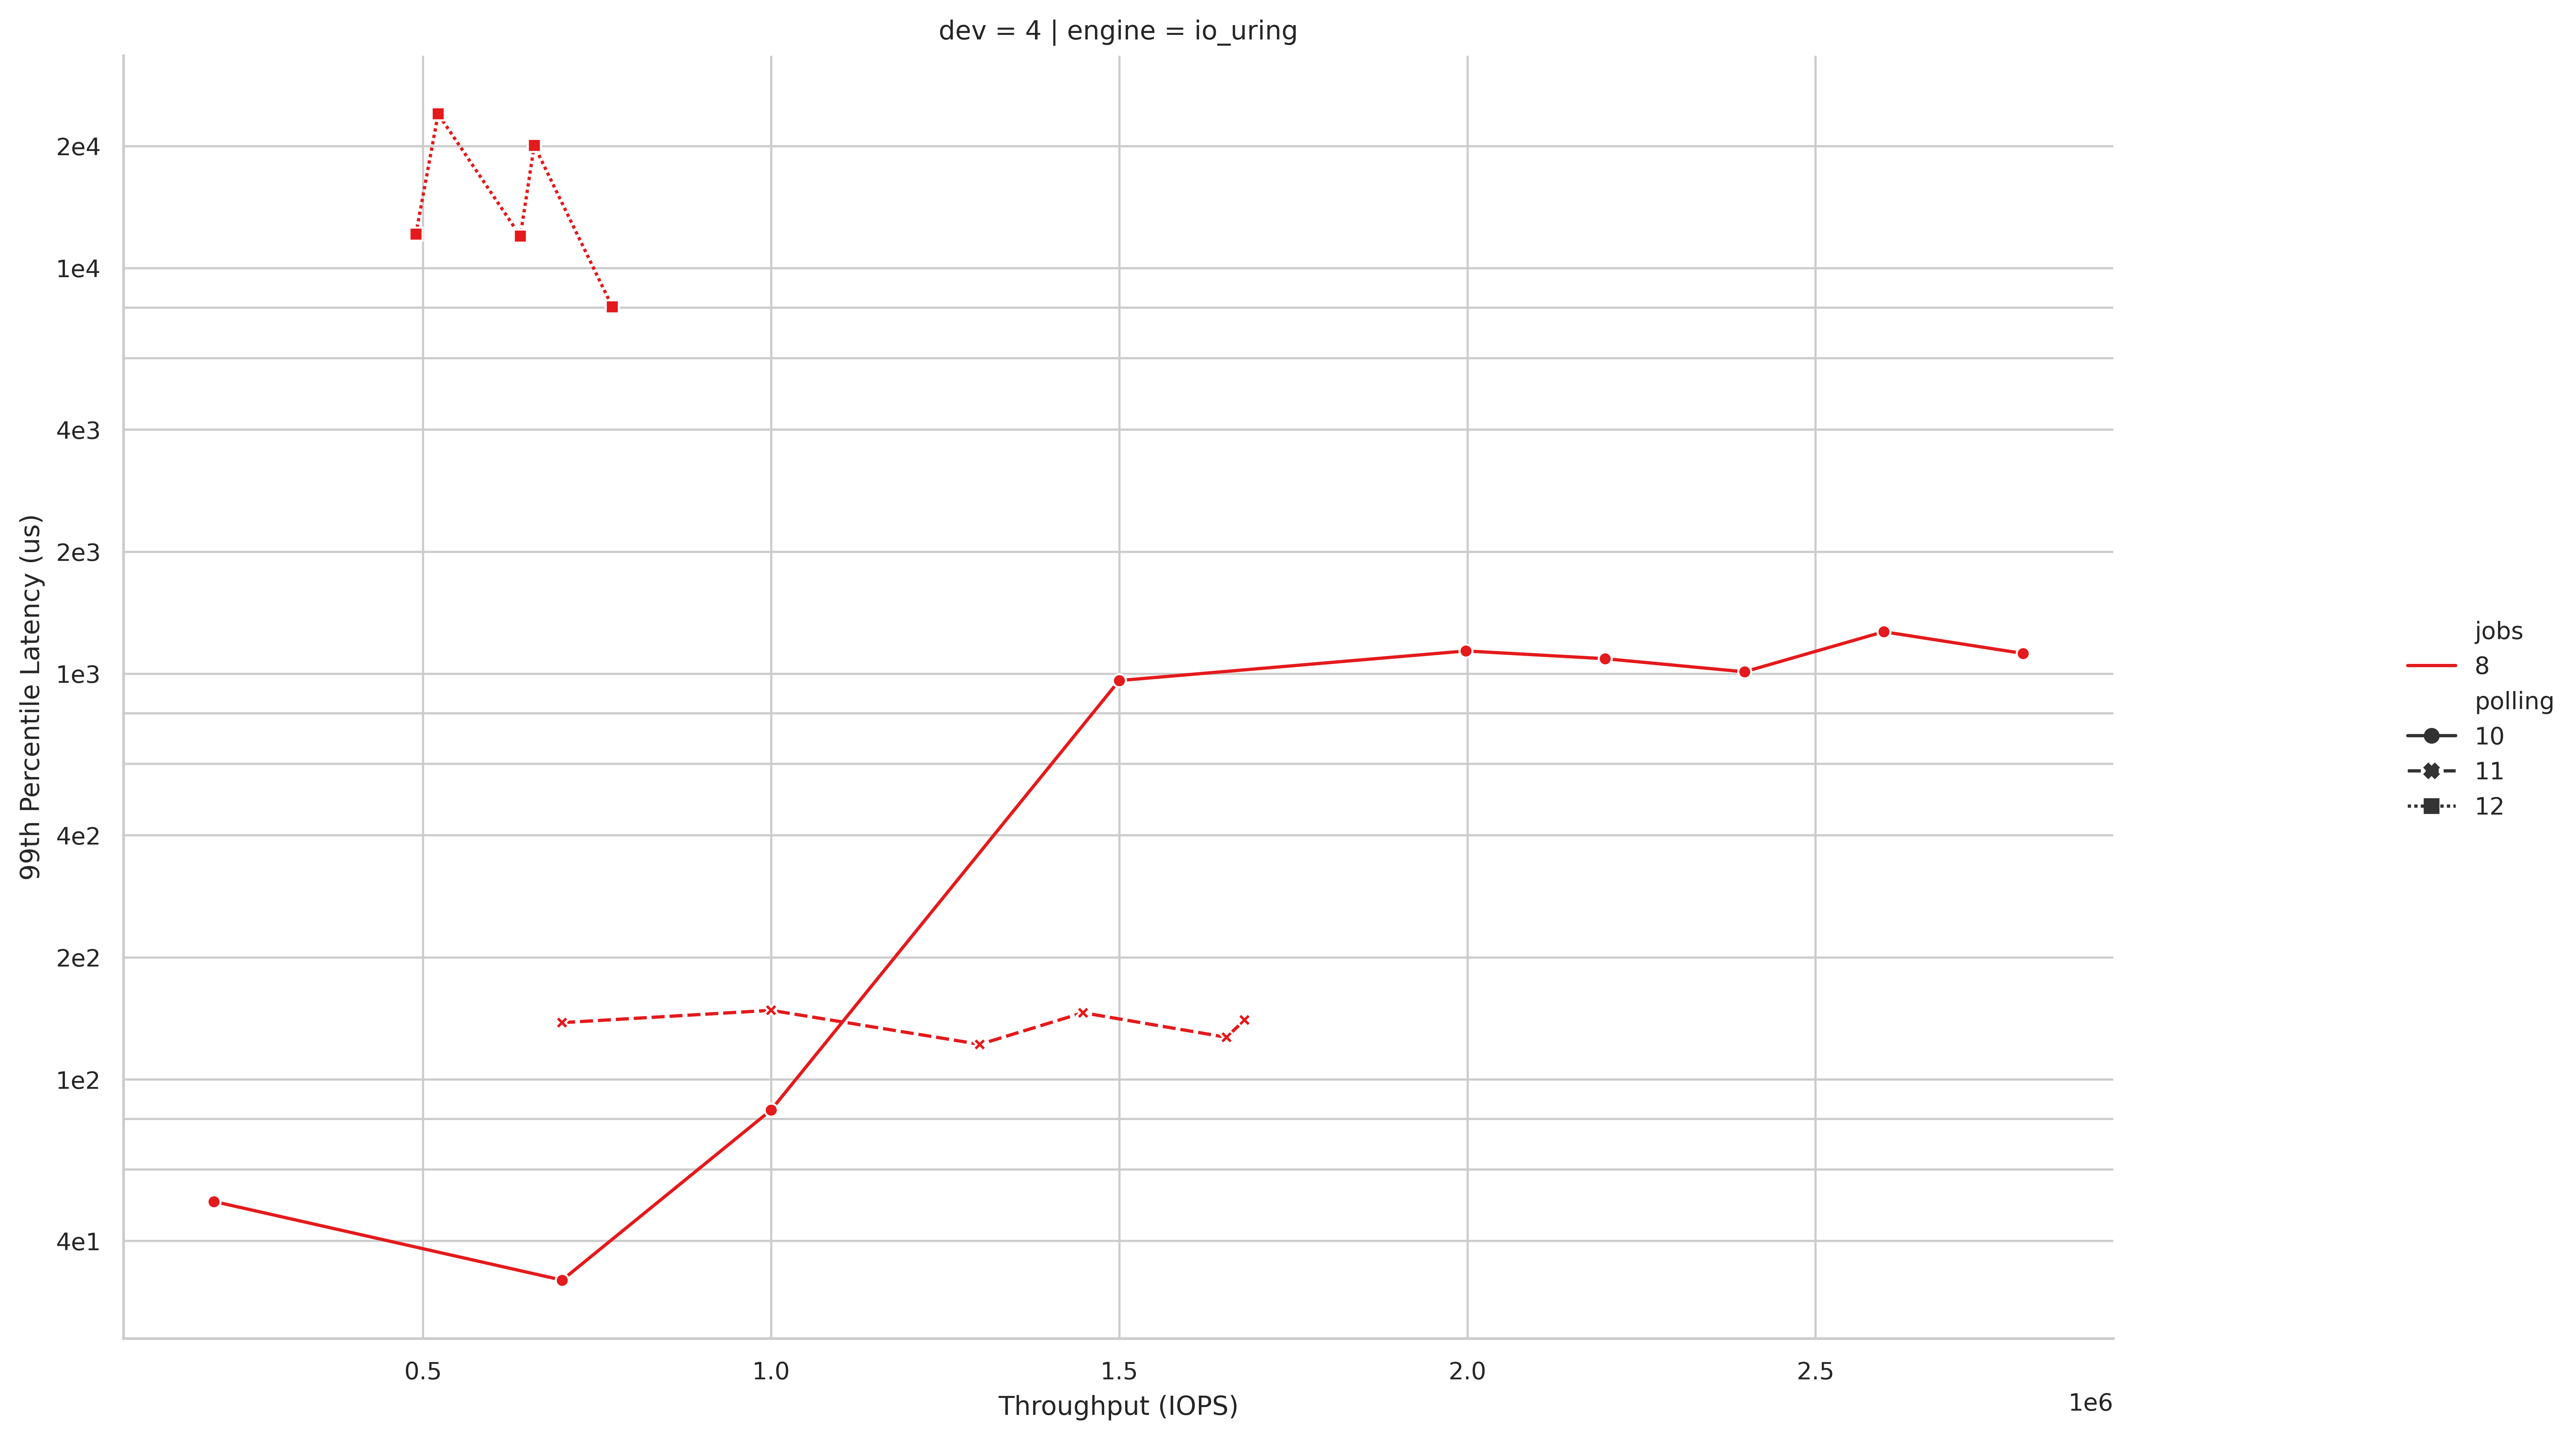 dev = 4 | engine = io_uring
99th Percentile Latency (us)
2e4
1e4
4e3
2e3
1e3
4e2
2e2
1e2
4e1
0.5 1.0 1.5 2.0 2.5
1e6
Throughput (IOPS)
jobs
8
polling
10
11
12